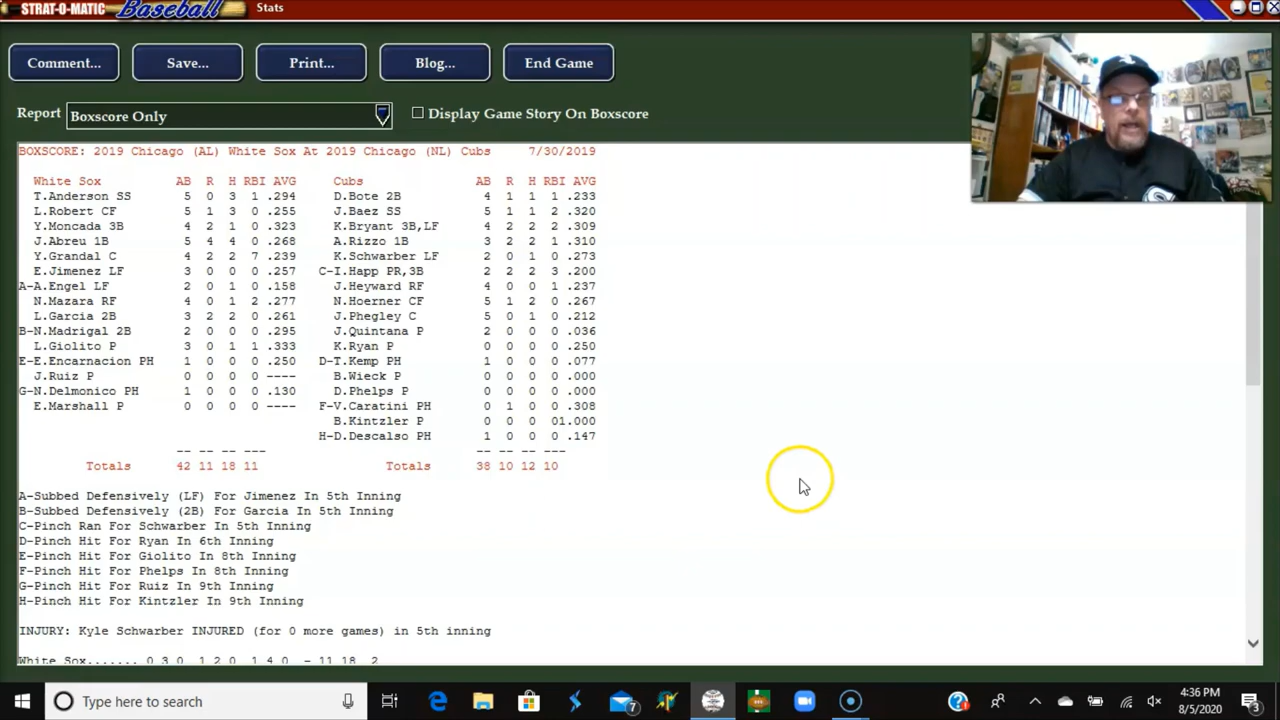 STRAT-O-MATIC Baseball Stats
Comment... Save... Print... Blog... End Game
Report Boxscore Only Display Game Story On Boxscore
BOXSCORE: 2019 Chicago (AL) White Sox At 2019 Chicago (NL) Cubs 7/30/2019
White Sox AB R H RBI AVG Cubs AB R H RBI AVG
T.Anderson SS 5 0 3 1 .294 D.Bote 2B 4 1 1 1 .233
L.Robert CF 5 1 3 0 .255 J.Baez SS 5 1 1 2 .320
Y.Moncada 3B 4 2 1 0 .323 K.Bryant 3B,LF 4 2 2 2 .309
J.Abreu 1B 5 4 4 0 .268 A.Rizzo 1B 3 2 2 1 .310
Y.Grandal C 4 2 2 7 .239 K.Schwarber LF 2 0 1 0 .273
E.Jimenez LF 3 0 0 0 .257 C-I.Happ PR,3B 2 2 2 3 .200
A-A.Engel LF 2 0 1 0 .158 J.Heyward RF 4 0 0 1 .237
N.Mazara RF 4 0 1 2 .277 N.Hoerner CF 5 1 2 0 .267
L.Garcia 2B 3 2 2 0 .261 J.Phegley C 5 0 1 0 .212
B-N.Madrigal 2B 2 0 0 0 .295 J.Quintana P 2 0 0 0 .036
L.Giolito P 3 0 1 1 .333 K.Ryan P 0 0 0 0 .250
E-E.Encarnacion PH 1 0 0 0 .250 D-T.Kemp PH 1 0 0 0 .077
J.Ruiz P 0 0 0 0 ---- B.Wieck P 0 0 0 0 .000
G-N.Delmonico PH 1 0 0 0 .130 D.Phelps P 0 0 0 0 .000
E.Marshall P 0 0 0 0 ---- F-V.Caratini PH 0 1 0 0 .308
B.Kintzler P 0 0 0 01.000
H-D.Descalso PH 1 0 0 0 .147
-- -- -- --- -- -- -- ---
Totals 42 11 18 11 Totals 38 10 12 10
A-Subbed Defensively (LF) For Jimenez In 5th Inning
B-Subbed Defensively (2B) For Garcia In 5th Inning
C-Pinch Ran For Schwarber In 5th Inning
D-Pinch Hit For Ryan In 6th Inning
E-Pinch Hit For Giolito In 8th Inning
F-Pinch Hit For Phelps In 8th Inning
G-Pinch Hit For Ruiz In 9th Inning
H-Pinch Hit For Kintzler In 9th Inning
INJURY: Kyle Schwarber INJURED (for 0 more games) in 5th inning
White Sox....... 0 3 0 1 2 0 1 4 0 - 11 18 2
Type here to search 7 4:36 PM
8/5/2020 3